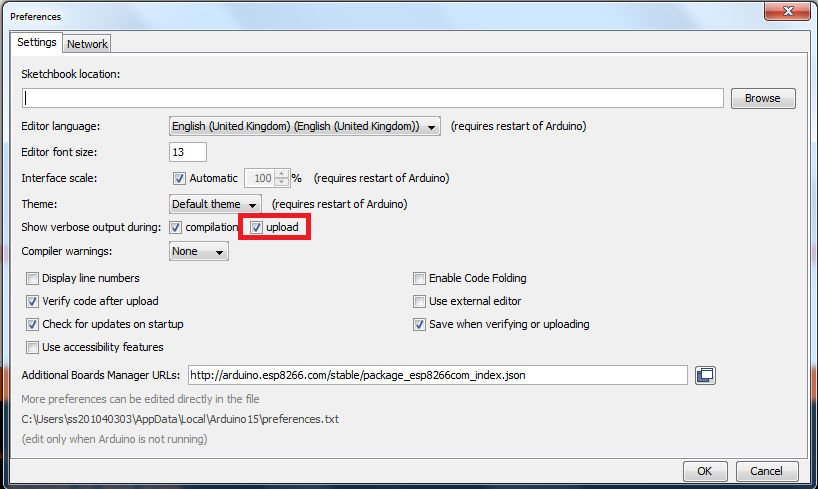 Preferences
Settings Network
Sketchbook location:
Browse
Editor language: English (United Kingdom) (English (United Kingdom)) (requires restart of Arduino)
Editor font size: 13
Interface scale: Automatic 100 % (requires restart of Arduino)
Theme: Default theme (requires restart of Arduino)
Show verbose output during: compilation upload
Compiler warnings: None
Display line numbers Enable Code Folding
Verify code after upload Use external editor
Check for updates on startup Save when verifying or uploading
Use accessibility features
Additional Boards Manager URLs: http://arduino.esp8266.com/stable/package_esp8266com_index.json
More preferences can be edited directly in the file
C:\Users\ss201040303\AppData\Local\Arduino15\preferences.txt
(edit only when Arduino is not running)
OK Cancel